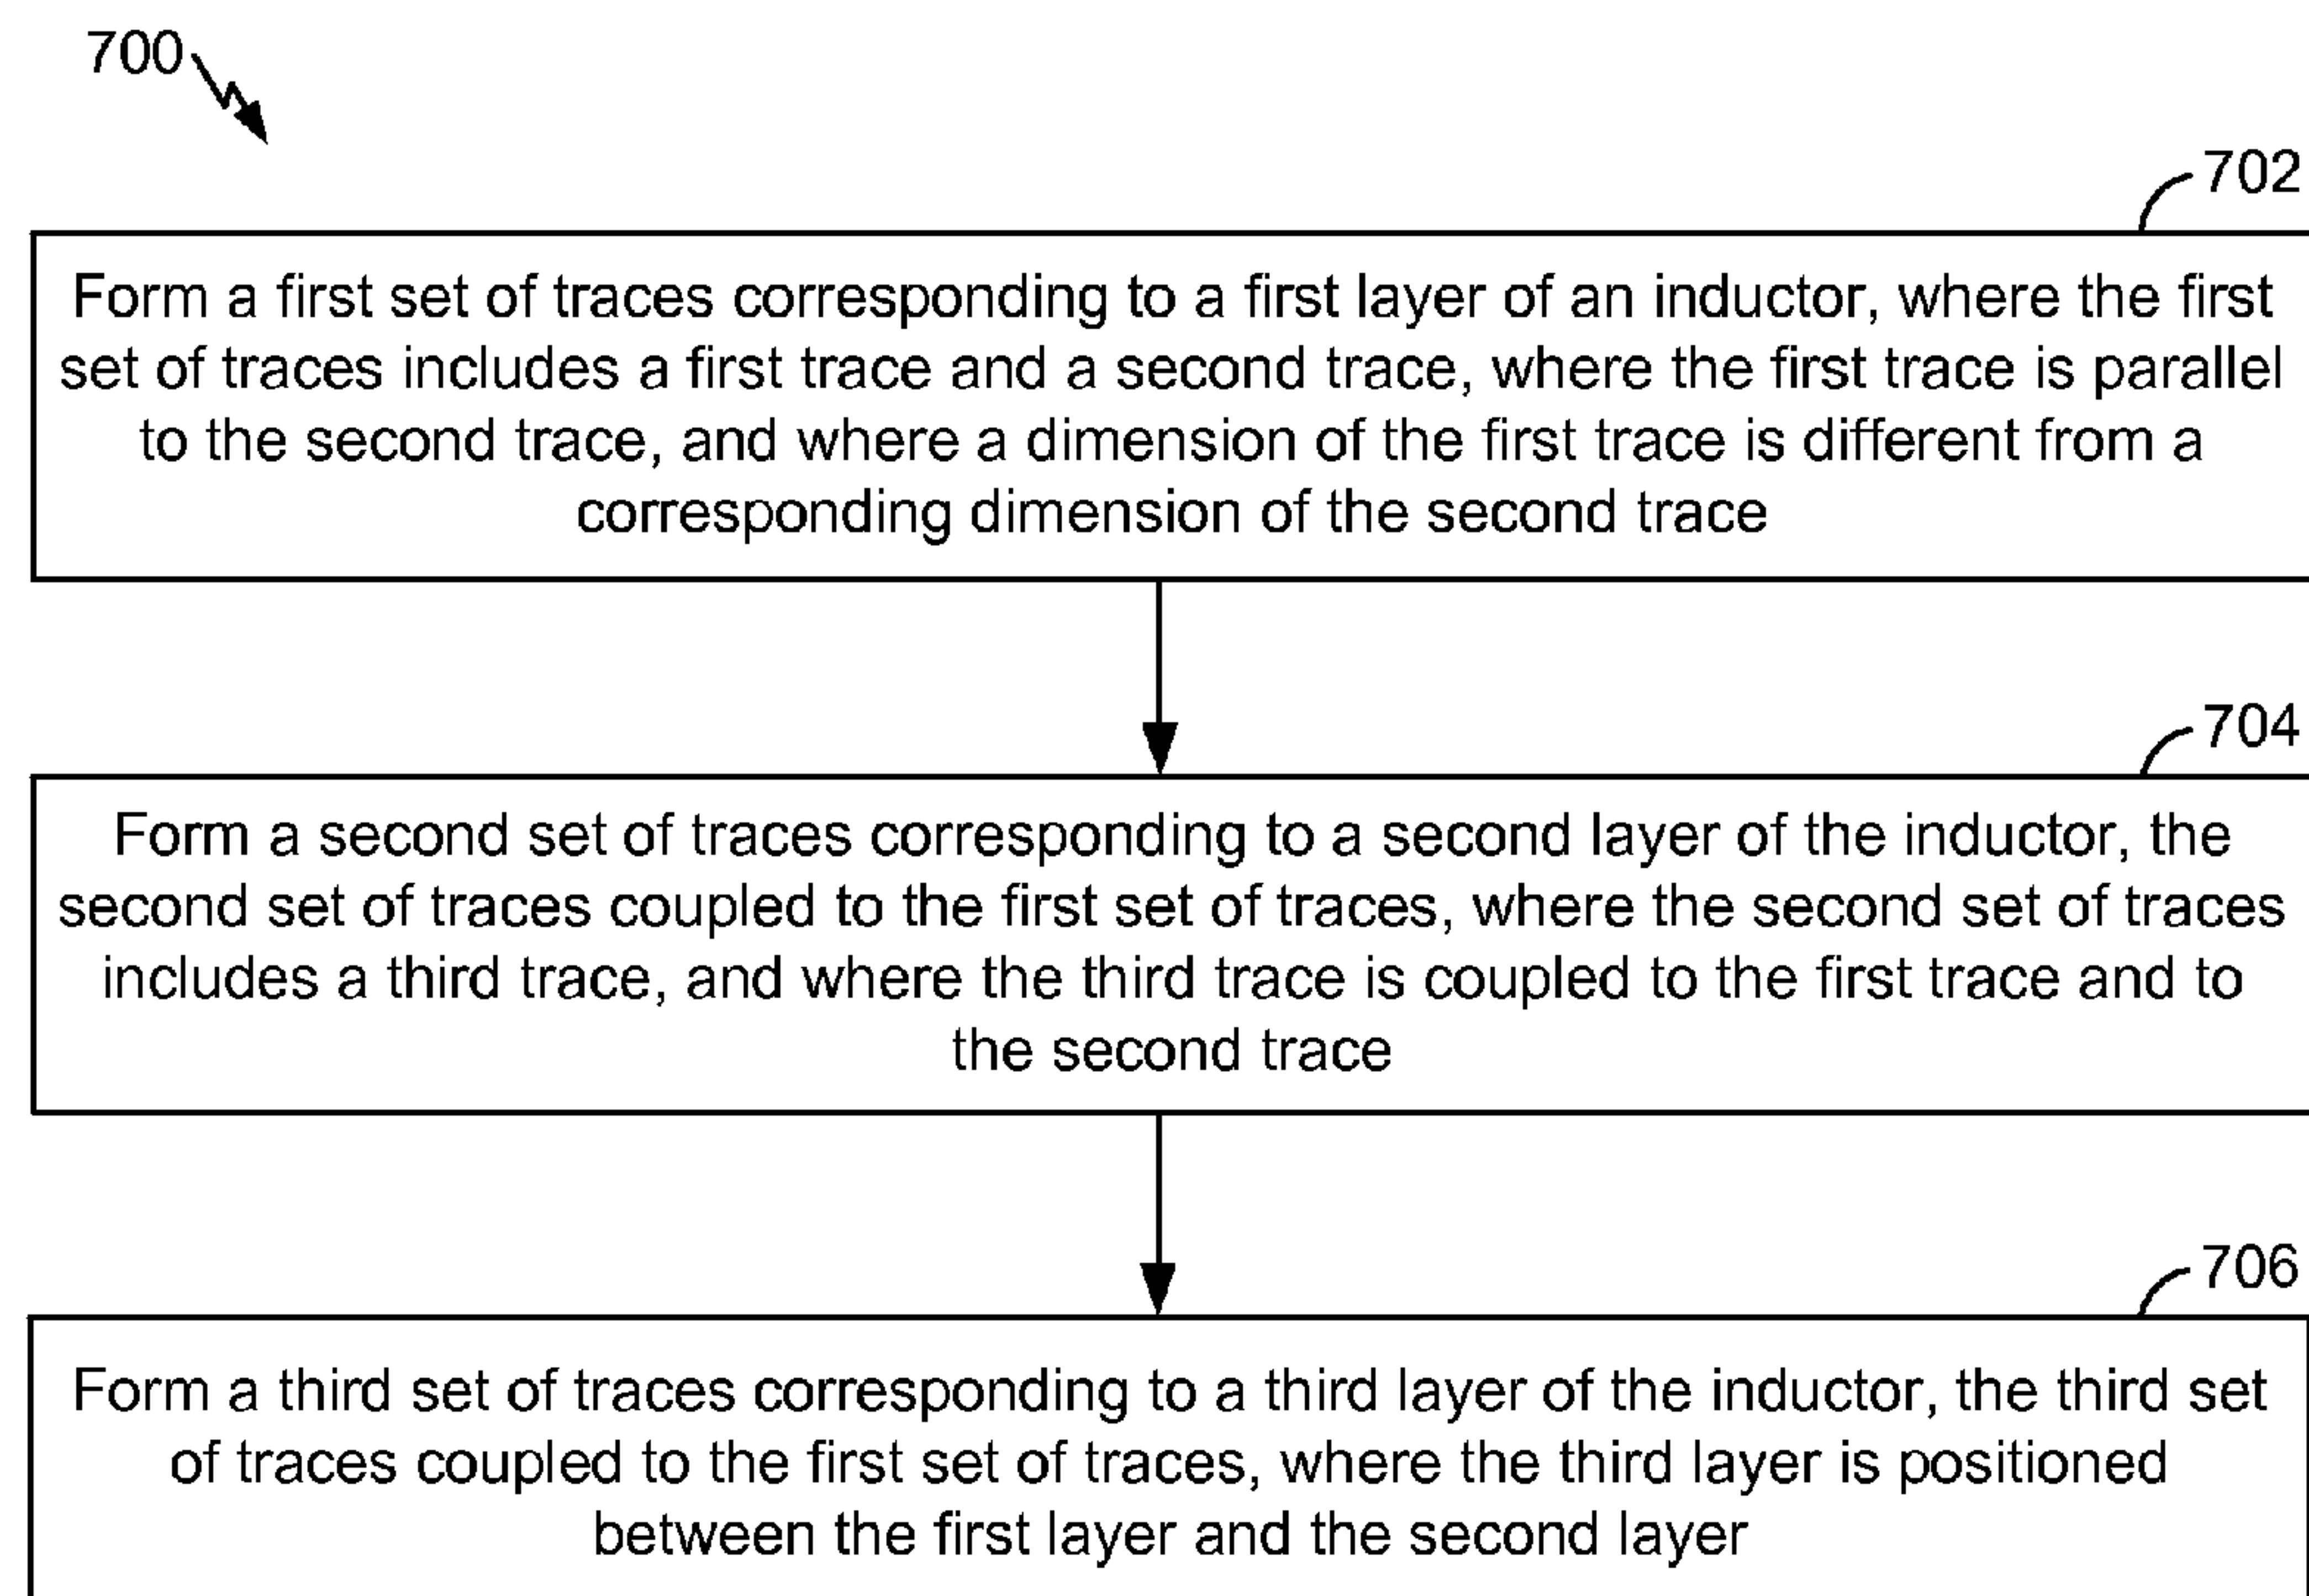 700
702
Form a first set of traces corresponding to a first layer of an inductor, where the first
set of traces includes a first trace and a second trace, where the first trace is parallel
to the second trace, and where a dimension of the first trace is different from a
corresponding dimension of the second trace
704
Form a second set of traces corresponding to a second layer of the inductor, the
second set of traces coupled to the first set of traces, where the second set of traces
includes a third trace, and where the third trace is coupled to the first trace and to
the second trace
706
Form a third set of traces corresponding to a third layer of the inductor, the third set
of traces coupled to the first set of traces, where the third layer is positioned
between the first layer and the second layer